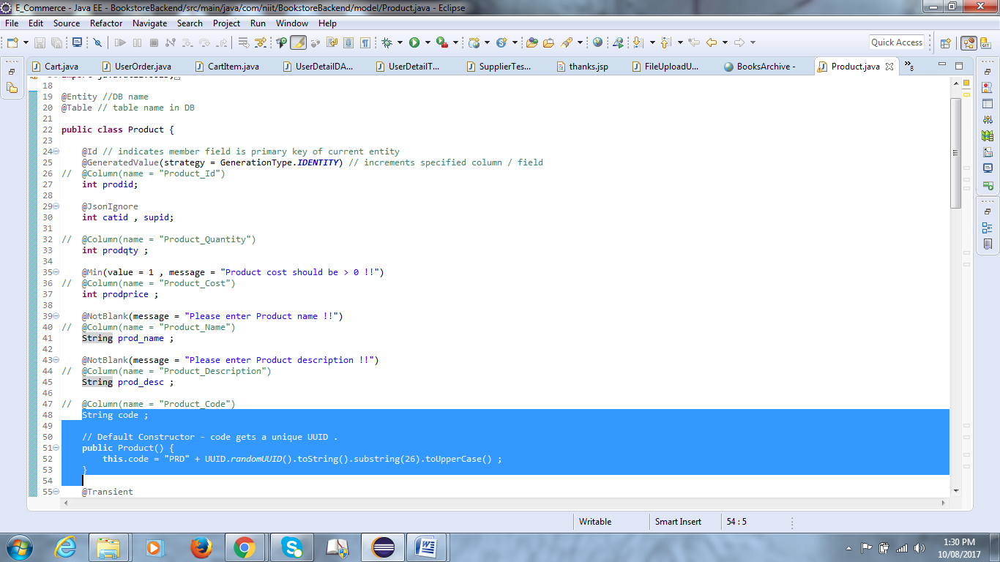 E_Commerce - Java EE - BookstoreBackend/src/main/java/com/niit/BookstoreBackend/model/Product.java - Eclipse
File Edit Source Refactor Navigate Search Project Run Window Help
Quick Access
Cart.java UserOrder.java CartItem.java UserDetailDA... UserDetailT... SupplierTes... thanks.jsp FileUploadU... BooksArchive - Product.java »8
18
19 @Entity //DB name
20 @Table // table name in DB
21
22 public class Product {
23
24 @Id // indicates member field is primary key of current entity
25 @GeneratedValue(strategy = GenerationType.IDENTITY) // increments specified column / field
26 // @Column(name = "Product_Id")
27 int prodid;
28
29 @JsonIgnore
30 int catid , supid;
31
32 // @Column(name = "Product_Quantity")
33 int prodqty ;
34
35 @Min(value = 1 , message = "Product cost should be > 0 !!")
36 // @Column(name = "Product_Cost")
37 int prodprice ;
38
39 @NotBlank(message = "Please enter Product name !!")
40 // @Column(name = "Product_Name")
41 String prod_name ;
42
43 @NotBlank(message = "Please enter Product description !!")
44 // @Column(name = "Product_Description")
45 String prod_desc ;
46
47 // @Column(name = "Product_Code")
48 String code ;
49
50 // Default Constructor - code gets a unique UUID .
51 public Product() {
52 this.code = "PRD" + UUID.randomUUID().toString().substring(26).toUpperCase() ;
53 }
54
55 @Transient
Writable Smart Insert 54 : 5
1:30 PM
10/08/2017